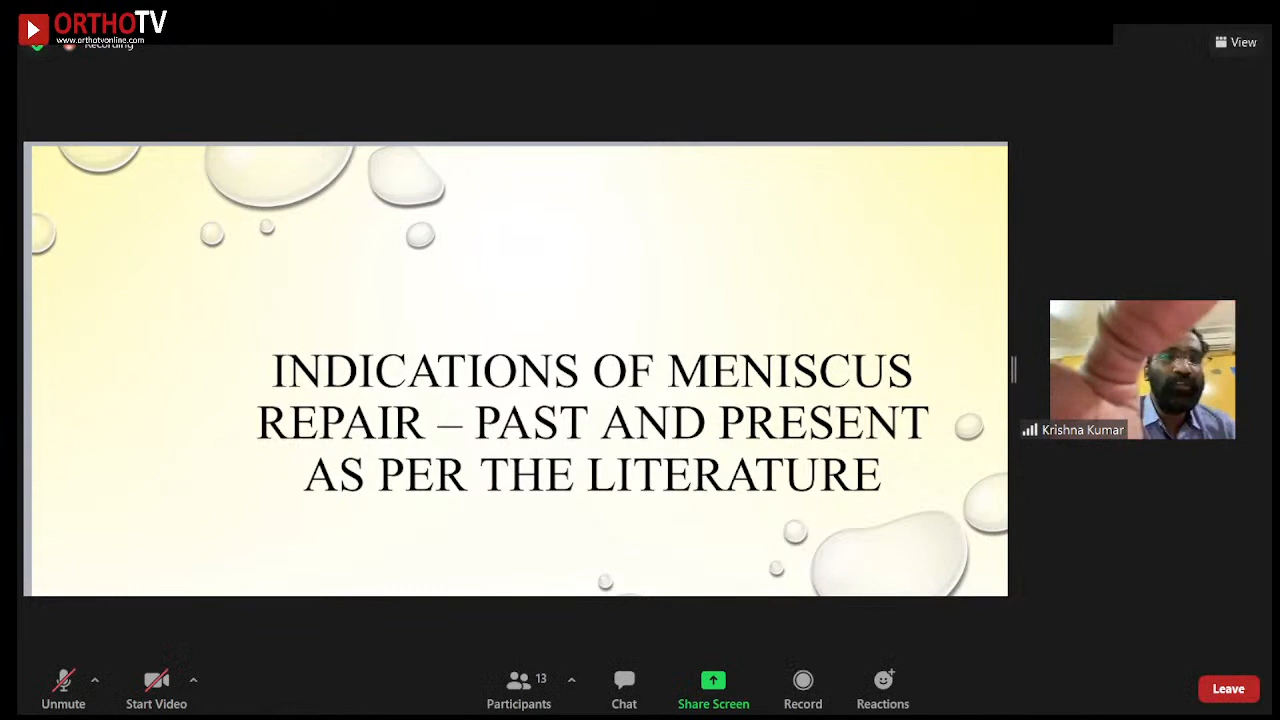 ORTHOTV
www.orthotvonline.com
Recording
View
INDICATIONS OF MENISCUS
REPAIR – PAST AND PRESENT
AS PER THE LITERATURE
Krishna Kumar
Unmute
Start Video
13
Participants
Chat
Share Screen
Record
Reactions
Leave